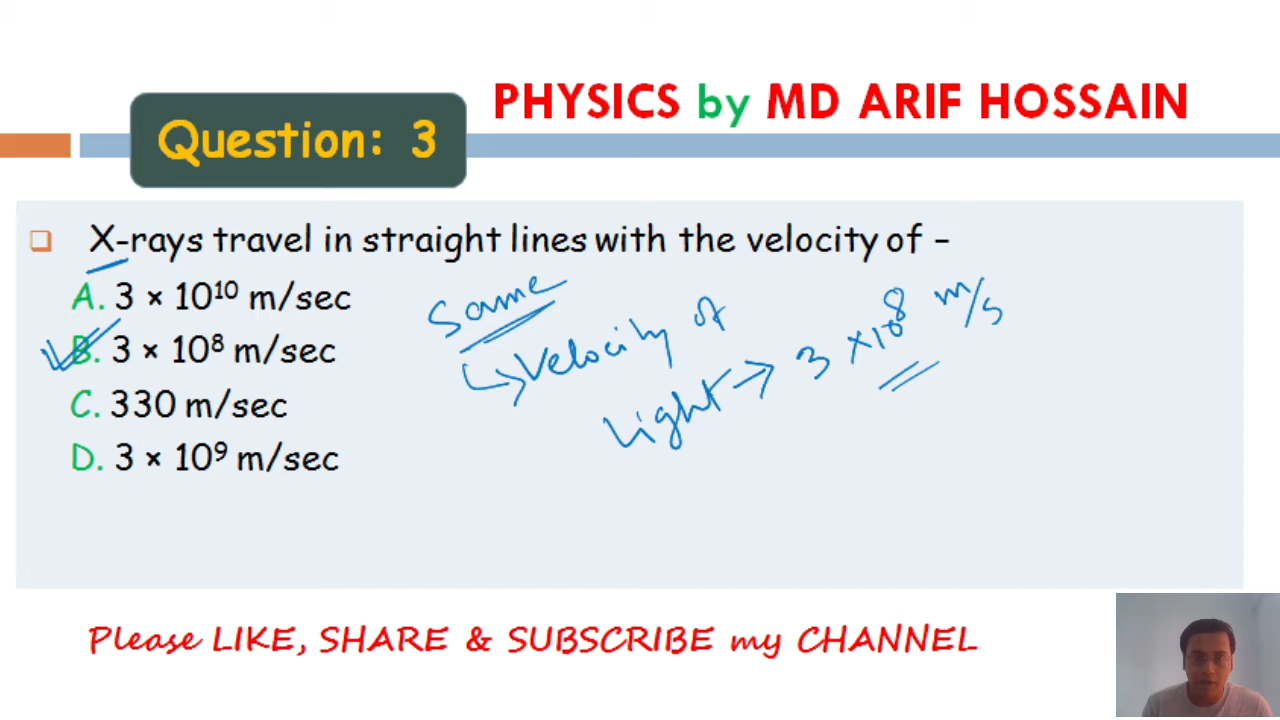 PHYSICS by MD ARIF HOSSAIN
Question: 3
X-rays travel in straight lines with the velocity of –
A. 3 × 10¹⁰ m/sec
B. 3 × 10⁸ m/sec
C. 330 m/sec
D. 3 × 10⁹ m/sec
Same
↳ Velocity of
Light → 3 × 10⁸ m/s
Please LIKE, SHARE & SUBSCRIBE my CHANNEL